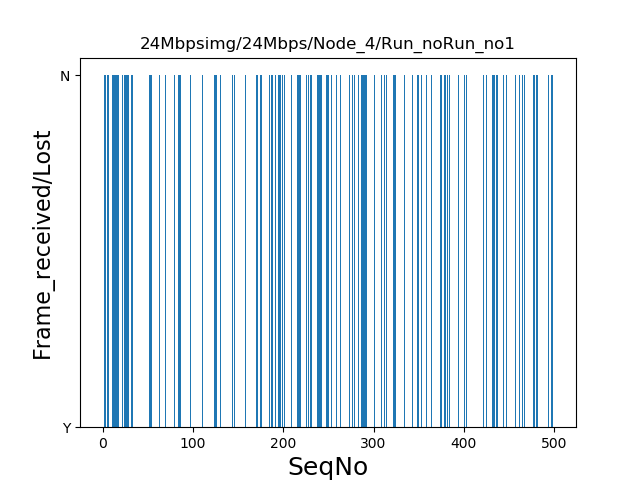 24Mbpsimg/24Mbps/Node_4/Run_noRun_no1
N
Frame_received/Lost
Y
0 100 200 300 400 500
SeqNo